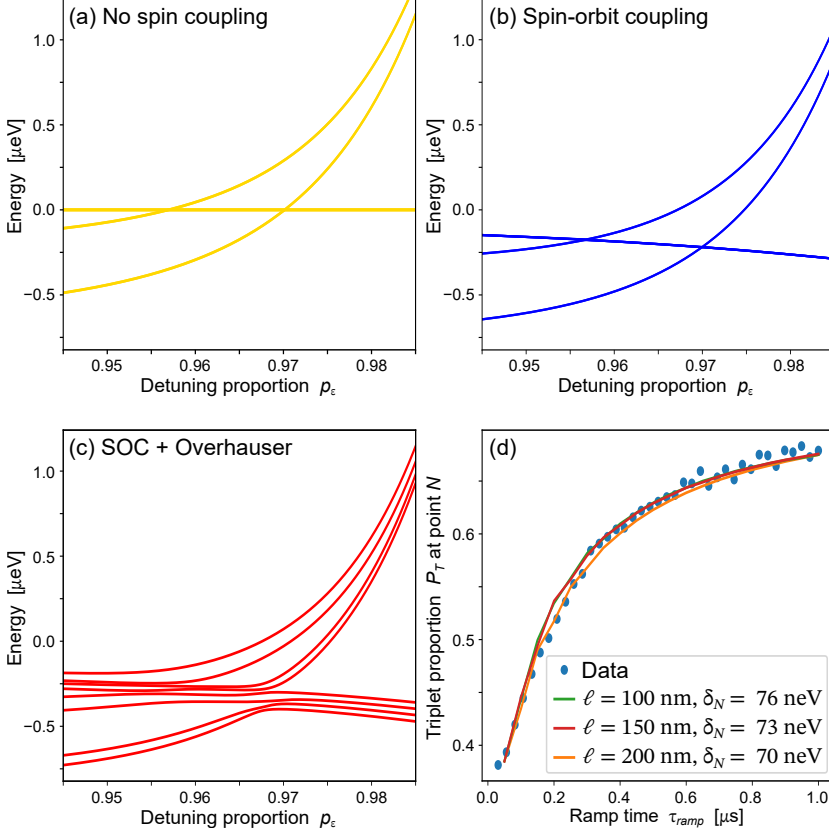 (a) No spin coupling
1.0
0.5
0.0
−0.5
Energy [μeV]
0.95 0.96 0.97 0.98
Detuning proportion pε
(b) Spin-orbit coupling
1.0
0.5
0.0
−0.5
Energy [μeV]
0.95 0.96 0.97 0.98
Detuning proportion pε
(c) SOC + Overhauser
1.0
0.5
0.0
−0.5
Energy [μeV]
0.95 0.96 0.97 0.98
Detuning proportion pε
(d)
0.6
0.5
0.4
Triplet proportion P_T at point N
Data
ℓ = 100 nm, δ_N = 76 neV
ℓ = 150 nm, δ_N = 73 neV
ℓ = 200 nm, δ_N = 70 neV
0.0 0.2 0.4 0.6 0.8 1.0
Ramp time τ_ramp [μs]